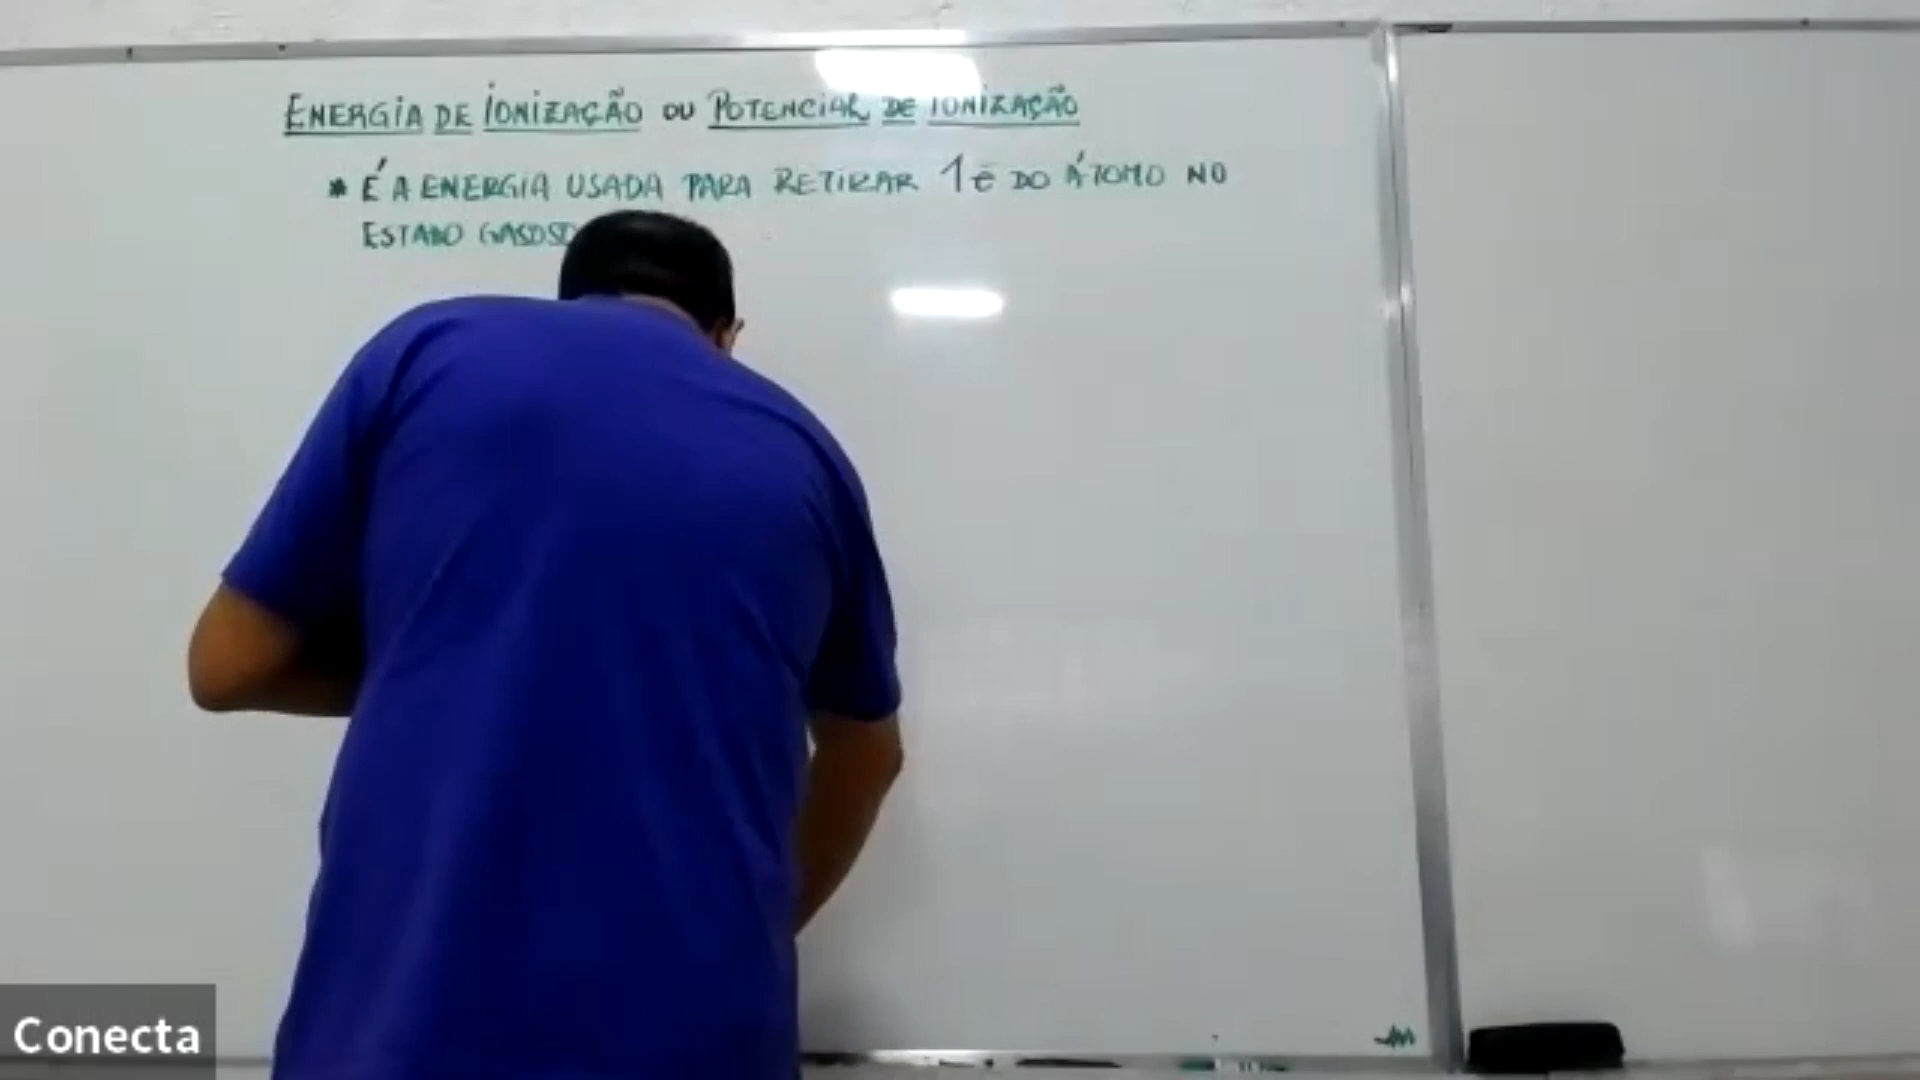 ENERGIA DE IONIZAÇÃO OU POTENCIAL DE IONIZAÇÃO
* É A ENERGIA USADA PARA RETIRAR 1 ē DO ÁTOMO NO
ESTADO GASOSO
Conecta